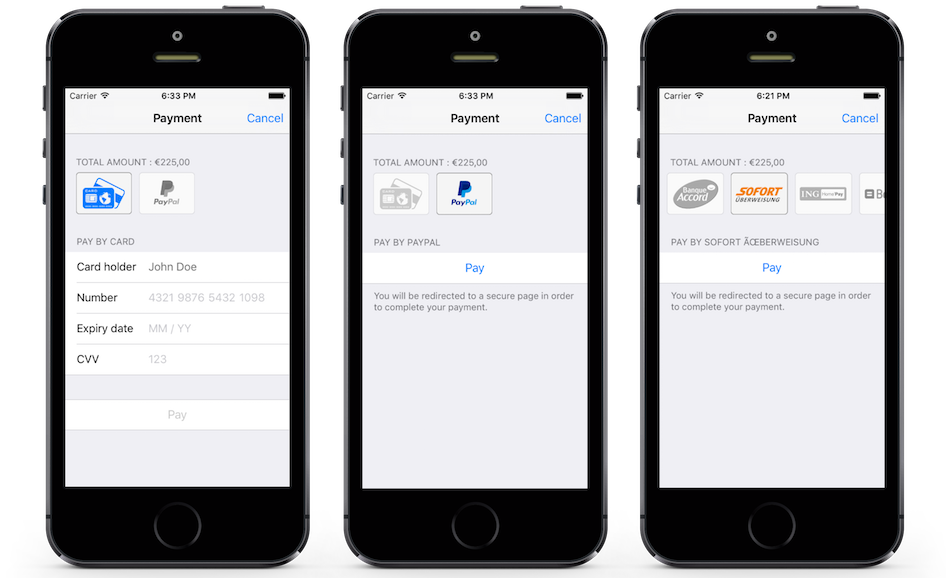 Carrier 6:33 PM
Payment Cancel
TOTAL AMOUNT : €225,00
CARD
PayPal
PAY BY CARD
Card holder John Doe
Number 4321 9876 5432 1098
Expiry date MM / YY
CVV 123
Pay
Carrier 6:33 PM
Payment Cancel
TOTAL AMOUNT : €225,00
CARD
PayPal
PAY BY PAYPAL
Pay
You will be redirected to a secure page in order
to complete your payment.
Carrier 6:21 PM
Payment Cancel
TOTAL AMOUNT : €225,00
Banque
Accord
SOFORT
ÜBERWEISUNG
ING Home'Pay
PAY BY SOFORT ÃŒBERWEISUNG
Pay
You will be redirected to a secure page in order
to complete your payment.